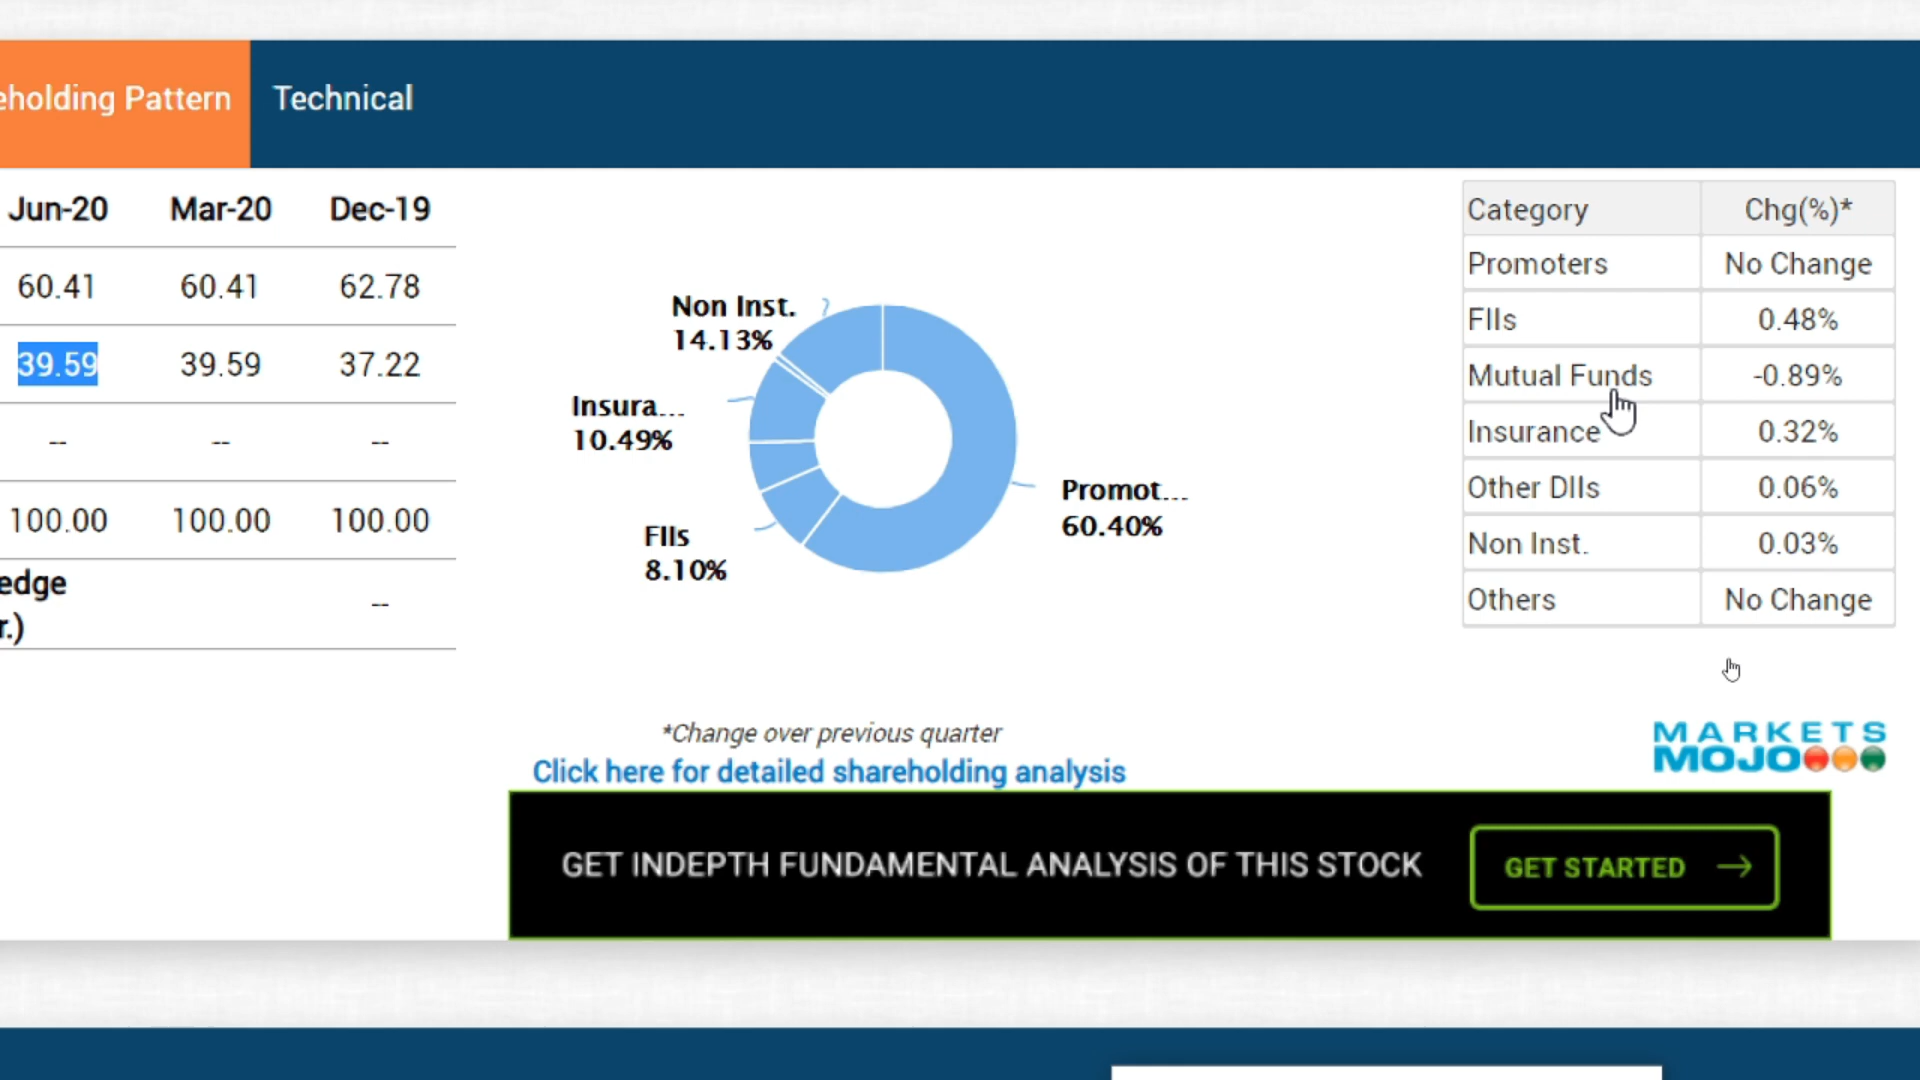 eholding Pattern Technical
Jun-20 Mar-20 Dec-19
60.41 60.41 62.78
39.59 39.59 37.22
-- -- --
100.00 100.00 100.00
edge
r.) --
Non Inst.
14.13%
Insura...
10.49%
FIIs
8.10%
Promot...
60.40%
Category Chg(%)*
Promoters No Change
FIIs 0.48%
Mutual Funds -0.89%
Insurance 0.32%
Other DIIs 0.06%
Non Inst. 0.03%
Others No Change
*Change over previous quarter
Click here for detailed shareholding analysis
MARKETS
MOJO
GET INDEPTH FUNDAMENTAL ANALYSIS OF THIS STOCK GET STARTED →